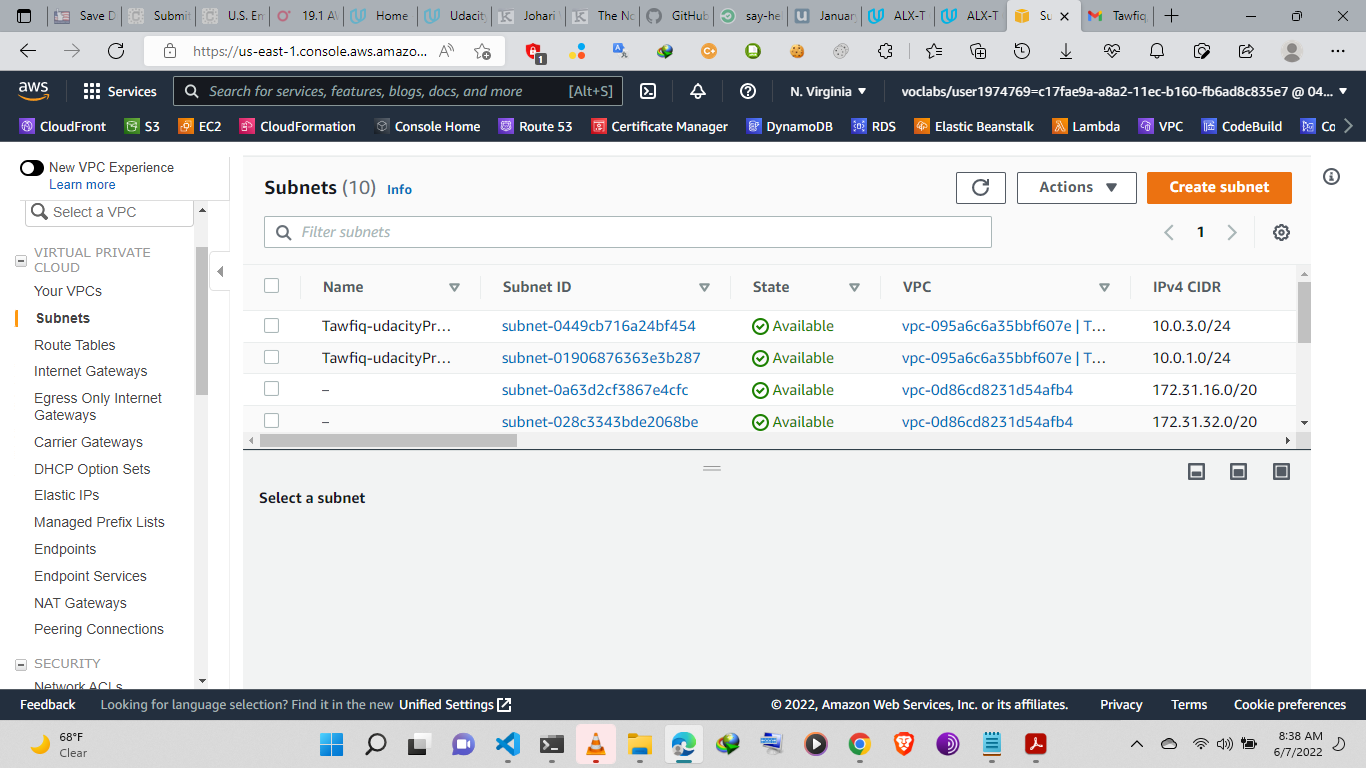 Save D
Submit
U.S. En
19.1 AV
Home
Udacity
Johari
The No
GitHub
say-he
Januar
ALX-T
ALX-T
Su
Tawfiq
https://us-east-1.console.aws.amazo...
1
aws
Services
Search for services, features, blogs, docs, and more
[Alt+S]
N. Virginia
voclabs/user1974769=c17fae9a-a8a2-11ec-b160-fb6ad8c835e7 @ 04...
CloudFront
S3
EC2
CloudFormation
Console Home
Route 53
Certificate Manager
DynamoDB
RDS
Elastic Beanstalk
Lambda
VPC
CodeBuild
Co
New VPC Experience
Learn more
Select a VPC
VIRTUAL PRIVATE
CLOUD
Your VPCs
Subnets
Route Tables
Internet Gateways
Egress Only Internet
Gateways
Carrier Gateways
DHCP Option Sets
Elastic IPs
Managed Prefix Lists
Endpoints
Endpoint Services
NAT Gateways
Peering Connections
SECURITY
Network ACLs
Subnets (10) Info
Actions
Create subnet
Filter subnets
1
Name Subnet ID State VPC IPv4 CIDR
Tawfiq-udacityPr... subnet-0449cb716a24bf454 Available vpc-095a6c6a35bbf607e | T... 10.0.3.0/24
Tawfiq-udacityPr... subnet-01906876363e3b287 Available vpc-095a6c6a35bbf607e | T... 10.0.1.0/24
– subnet-0a63d2cf3867e4cfc Available vpc-0d86cd8231d54afb4 172.31.16.0/20
– subnet-028c3343bde2068be Available vpc-0d86cd8231d54afb4 172.31.32.0/20
Select a subnet
Feedback
Looking for language selection? Find it in the new Unified Settings
© 2022, Amazon Web Services, Inc. or its affiliates.
Privacy
Terms
Cookie preferences
68°F
Clear
8:38 AM
6/7/2022